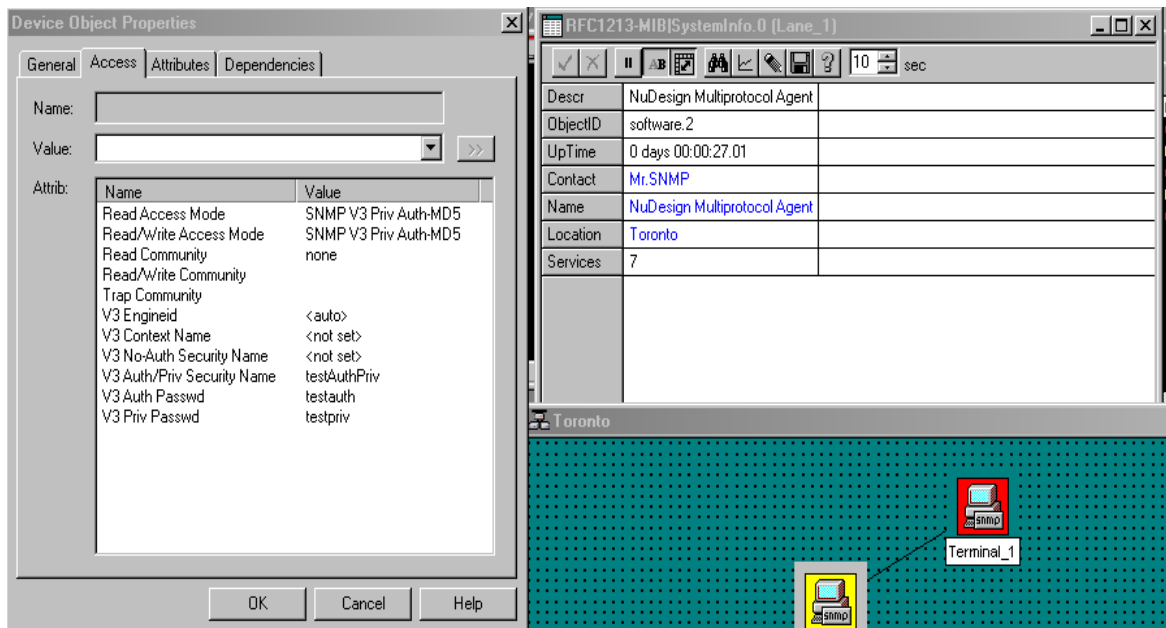 Device Object Properties
General Access Attributes Dependencies
Name:
Value:
>>
Attrib:
Name Value
Read Access Mode SNMP V3 Priv Auth-MD5
Read/Write Access Mode SNMP V3 Priv Auth-MD5
Read Community none
Read/Write Community
Trap Community
V3 Engineid <auto>
V3 Context Name <not set>
V3 No-Auth Security Name <not set>
V3 Auth/Priv Security Name testAuthPriv
V3 Auth Passwd testauth
V3 Priv Passwd testpriv
OK Cancel Help
RFC1213-MIB|SystemInfo.0 (Lane_1)
AB 10 sec
Descr NuDesign Multiprotocol Agent
ObjectID software.2
UpTime 0 days 00:00:27.01
Contact Mr.SNMP
Name NuDesign Multiprotocol Agent
Location Toronto
Services 7
Toronto
snmp
Terminal_1
snmp